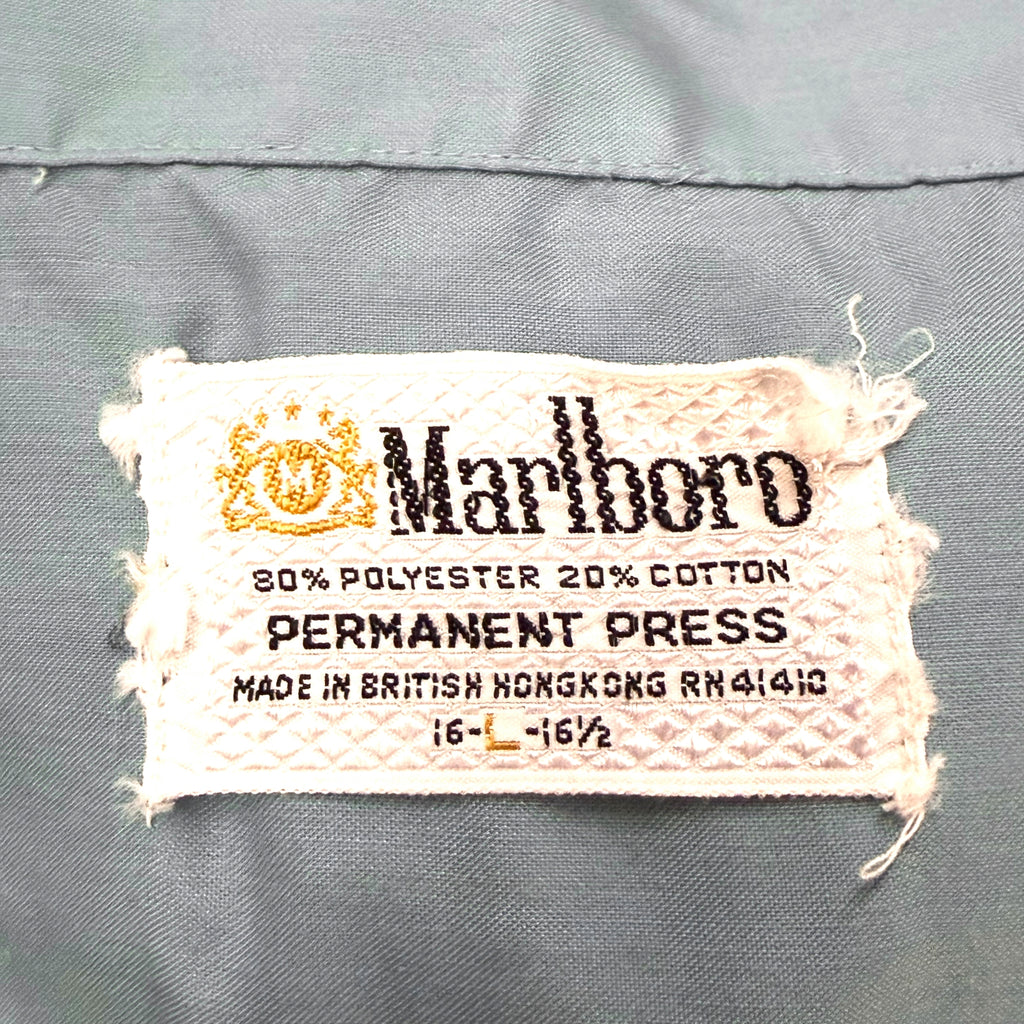 M
Marlboro
80% POLYESTER 20% COTTON
PERMANENT PRESS
MADE IN BRITISH HONGKONG RN41410
16-L-16½